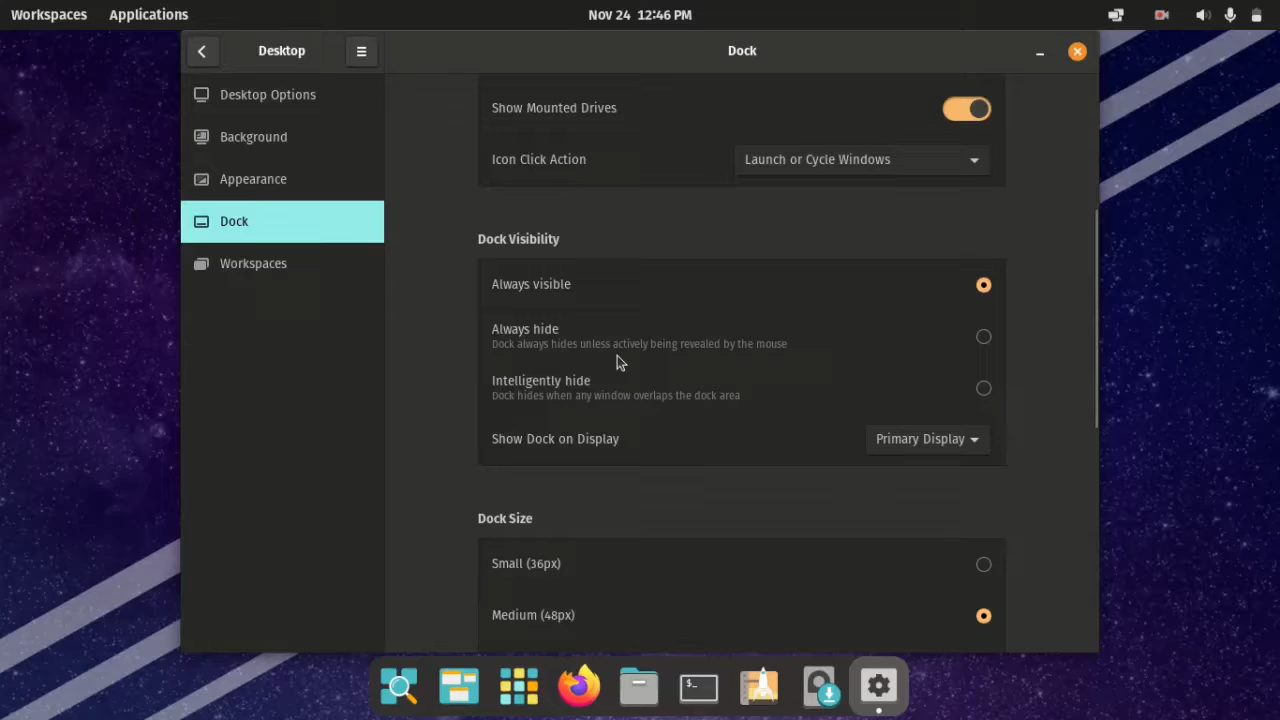 Workspaces Applications Nov 24 12:46 PM
Desktop Dock
Desktop Options
Background
Appearance
Dock
Workspaces
Show Mounted Drives
Icon Click Action Launch or Cycle Windows
Dock Visibility
Always visible
Always hide
Dock always hides unless actively being revealed by the mouse
Intelligently hide
Dock hides when any window overlaps the dock area
Show Dock on Display Primary Display
Dock Size
Small (36px)
Medium (48px)
$_